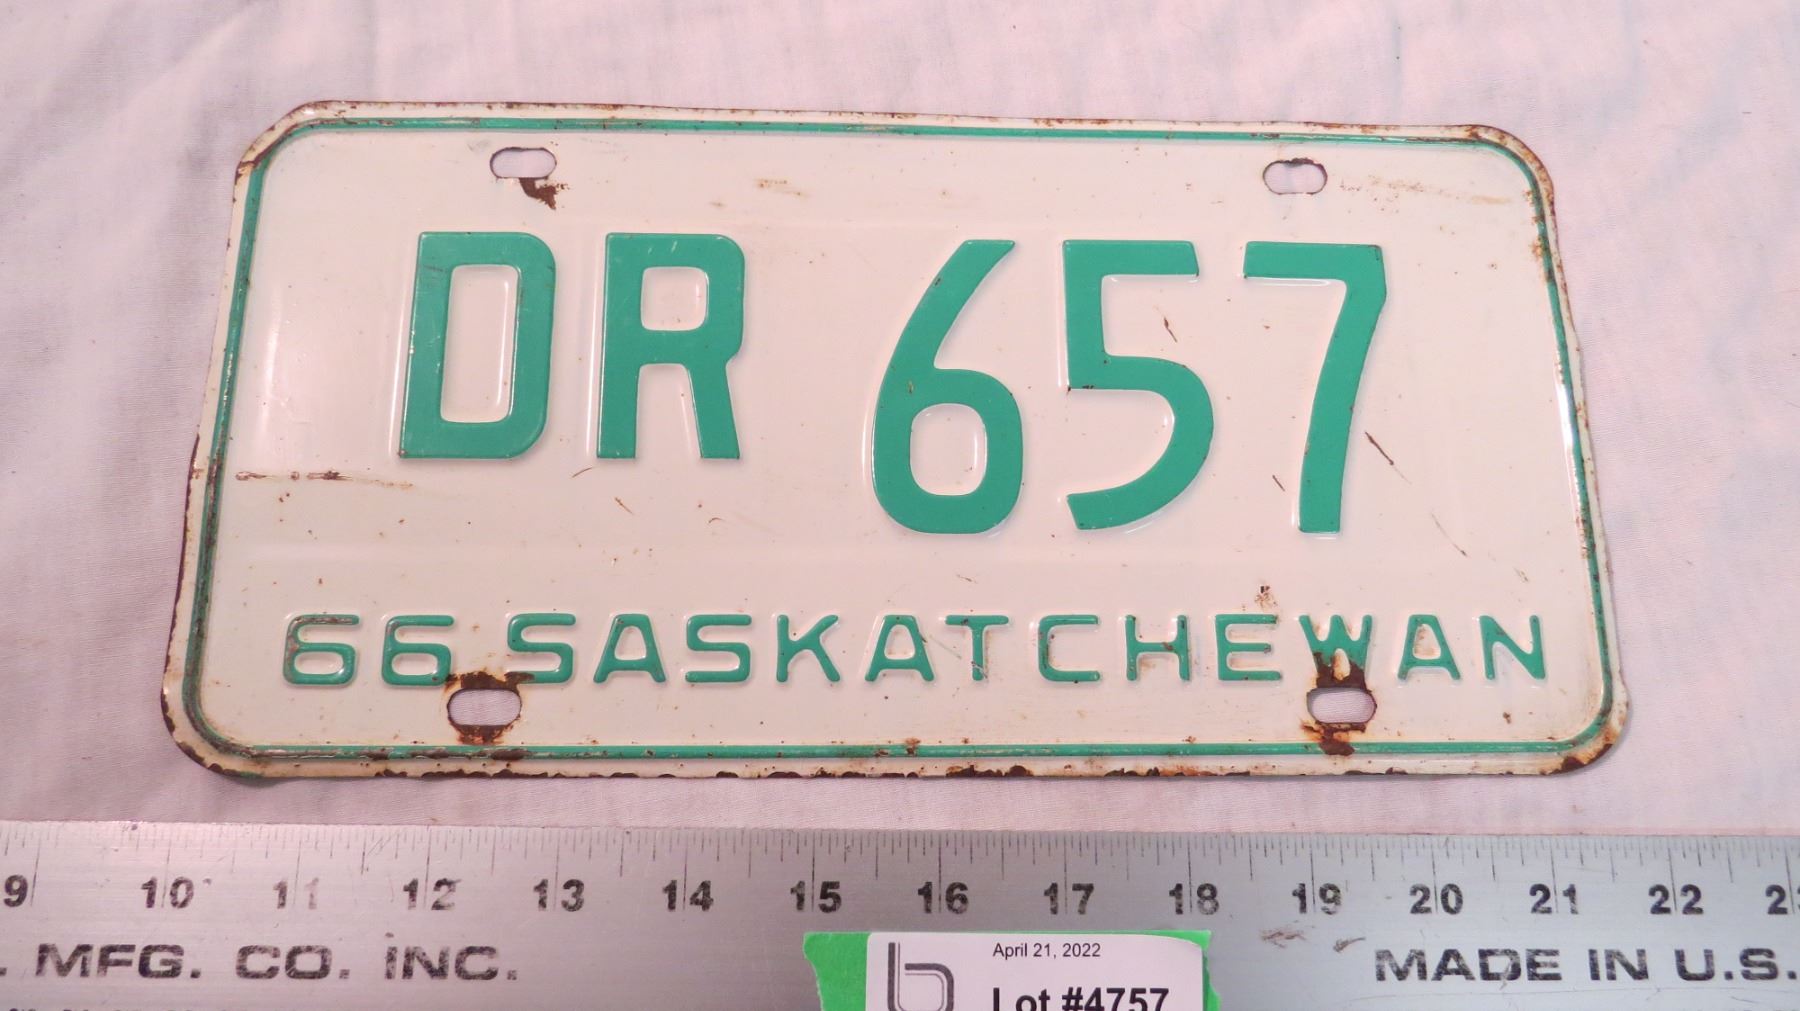 DR 657
66 SASKATCHEWAN
9 10 11 12 13 14 15 16 17 18 19 20 21 22
. MFG. CO. INC.
MADE IN U.S.
April 21, 2022
Lot #4757